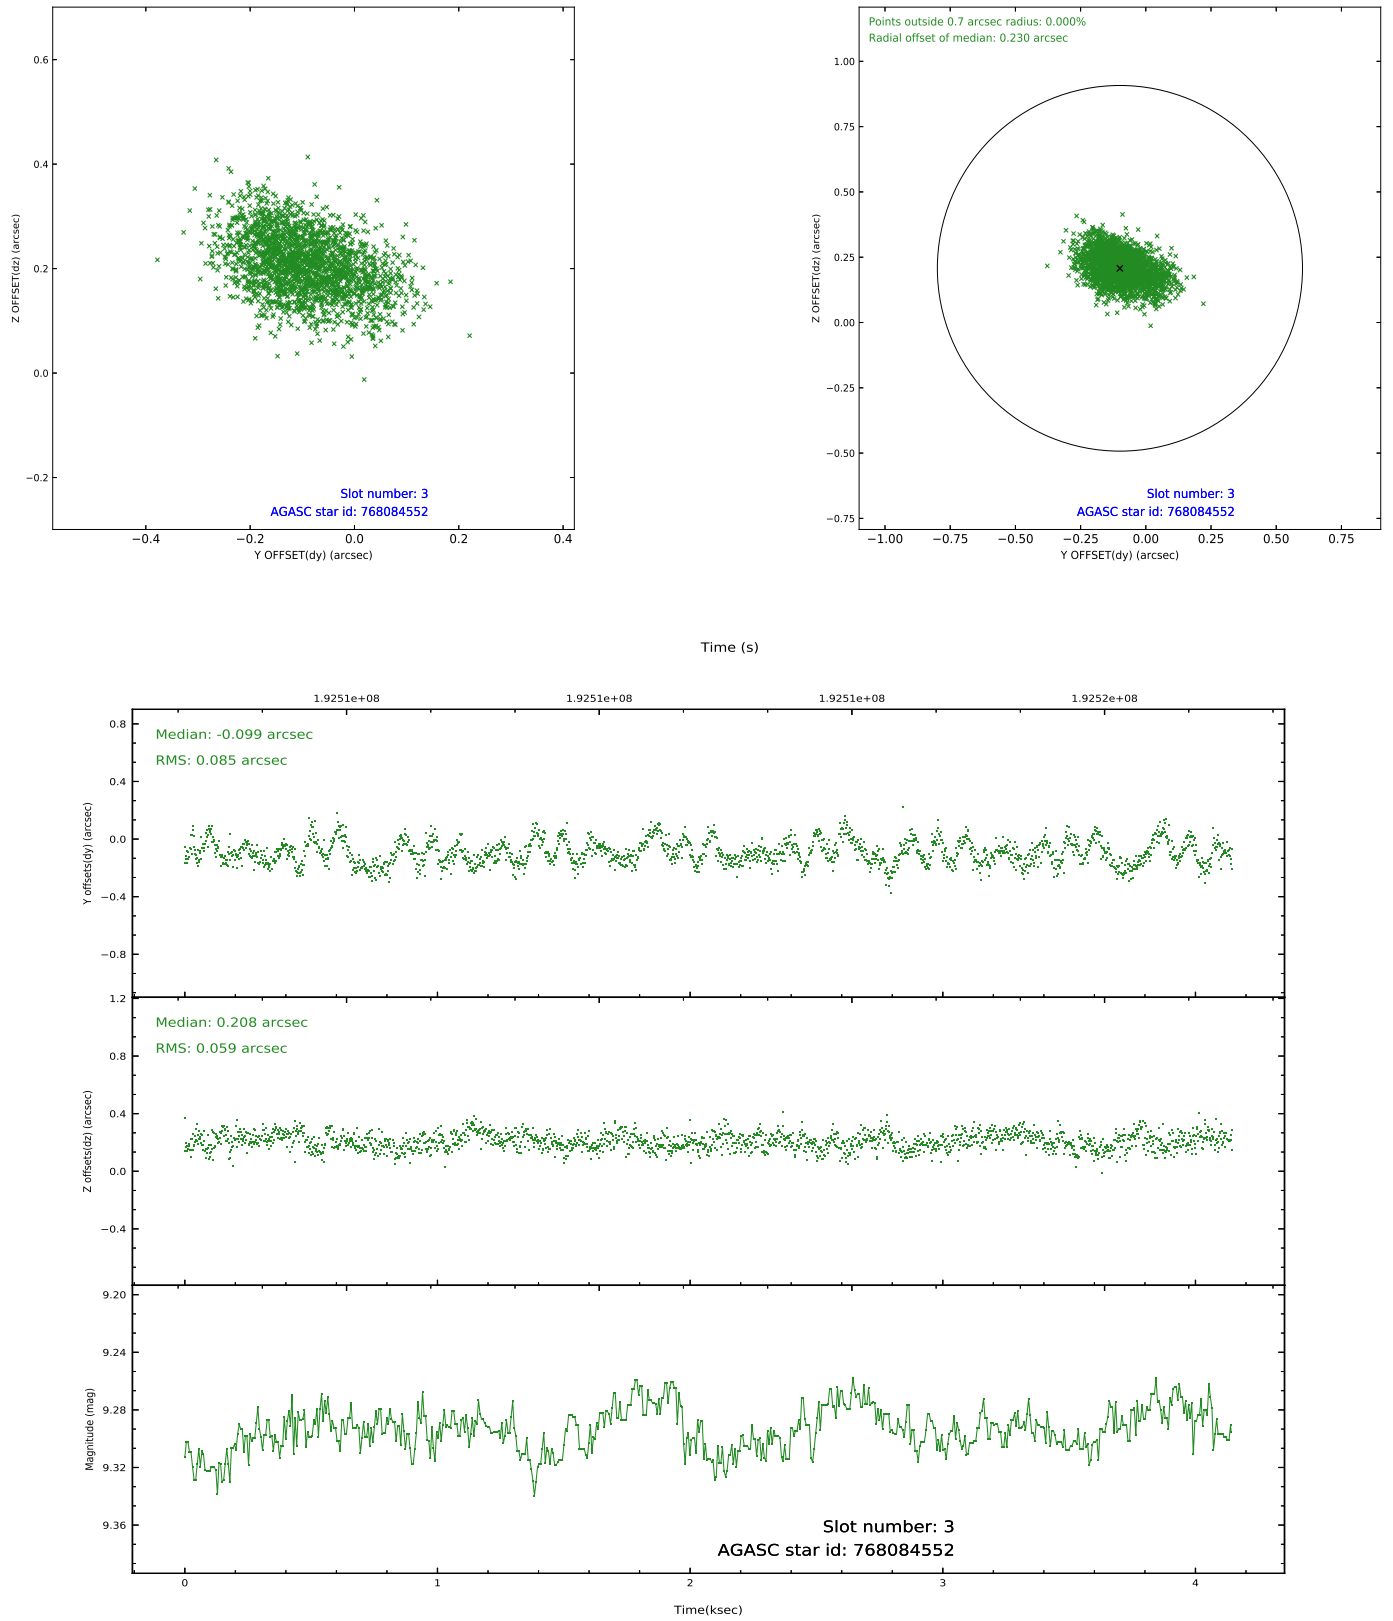 0.6
0.4
0.2
0.0
−0.2
Z OFFSET(dz) (arcsec)
Slot number: 3
AGASC star id: 768084552
−0.4
−0.2
0.0
0.2
0.4
Y OFFSET(dy) (arcsec)
Points outside 0.7 arcsec radius: 0.000%
Radial offset of median: 0.230 arcsec
1.00
0.75
0.50
0.25
0.00
−0.25
−0.50
−0.75
Z OFFSET(dz) (arcsec)
Slot number: 3
AGASC star id: 768084552
−1.00
−0.75
−0.50
−0.25
0.00
0.25
0.50
0.75
Y OFFSET(dy) (arcsec)
Time (s)
1.9251e+08
1.9251e+08
1.9251e+08
1.9252e+08
Median: -0.099 arcsec
RMS: 0.085 arcsec
0.8
0.4
0.0
−0.4
−0.8
Y offsets(dy) (arcsec)
Median: 0.208 arcsec
RMS: 0.059 arcsec
1.2
0.8
0.4
0.0
−0.4
Z offsets(dz) (arcsec)
9.20
9.24
9.28
9.32
9.36
Magnitude (mag)
Slot number: 3
AGASC star id: 768084552
0
1
2
3
4
Time(ksec)